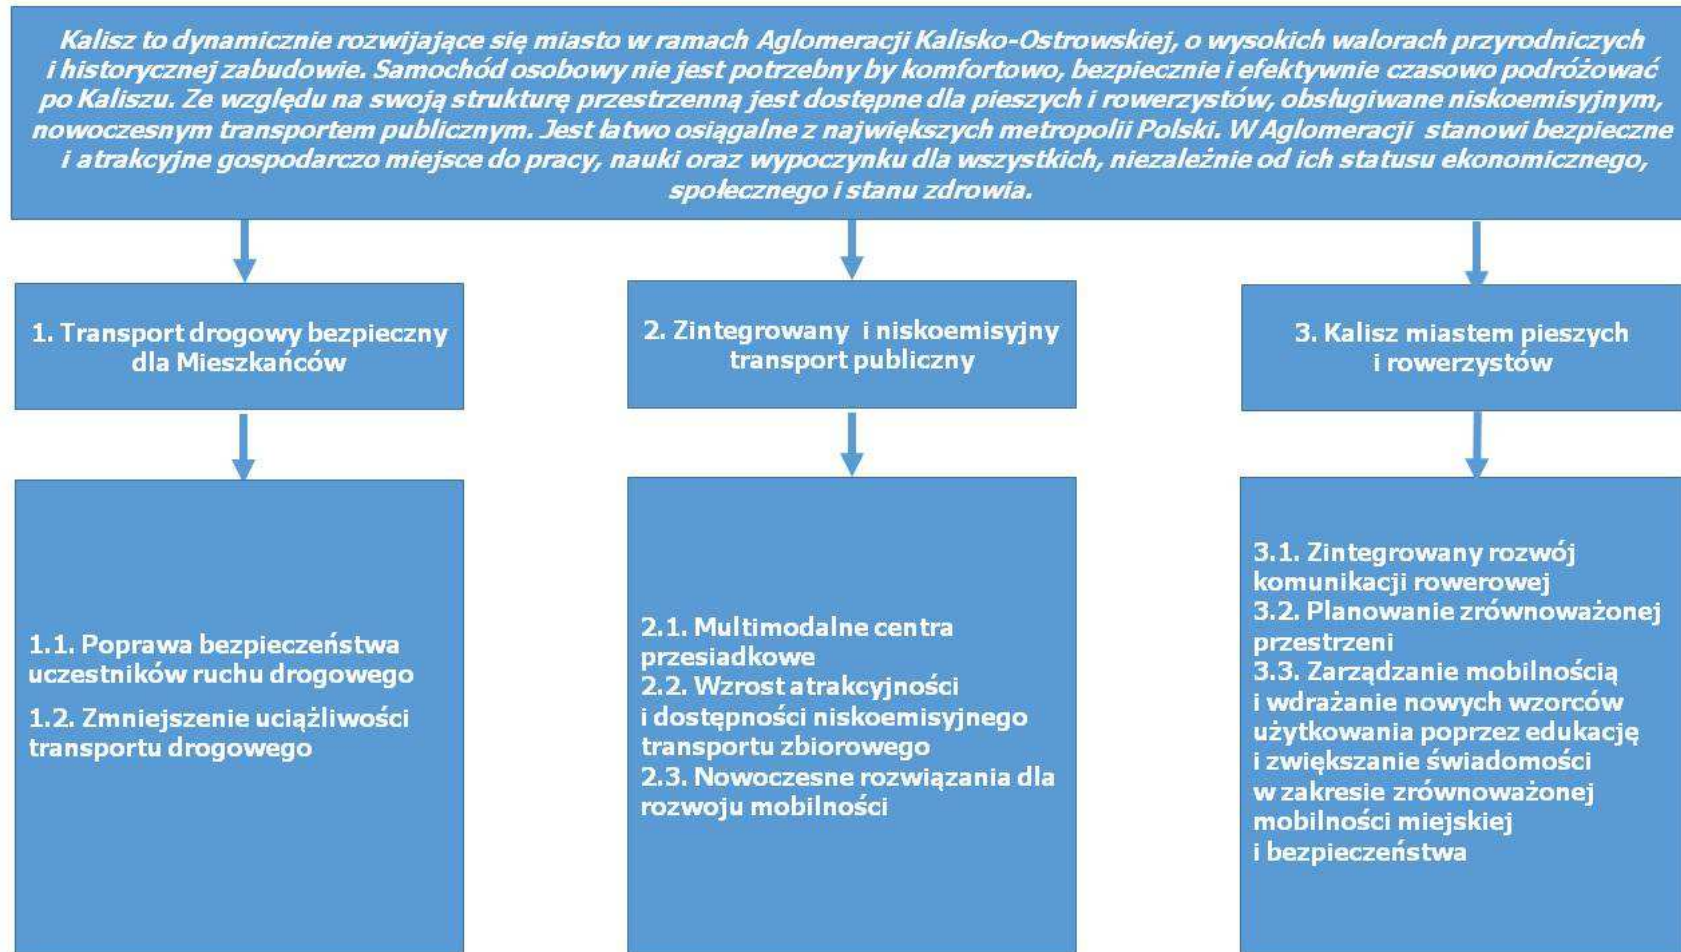 Kalisz to dynamicznie rozwijające się miasto w ramach Aglomeracji Kalisko-Ostrowskiej, o wysokich walorach przyrodniczych
i historycznej zabudowie. Samochód osobowy nie jest potrzebny by komfortowo, bezpiecznie i efektywnie czasowo podróżować
po Kaliszu. Ze względu na swoją strukturę przestrzenną jest dostępne dla pieszych i rowerzystów, obsługiwane niskoemisyjnym,
nowoczesnym transportem publicznym. Jest łatwo osiągalne z największych metropolii Polski. W Aglomeracji stanowi bezpieczne
i atrakcyjne gospodarczo miejsce do pracy, nauki oraz wypoczynku dla wszystkich, niezależnie od ich statusu ekonomicznego,
społecznego i stanu zdrowia.
1. Transport drogowy bezpieczny
dla Mieszkańców
2. Zintegrowany i niskoemisyjny
transport publiczny
3. Kalisz miastem pieszych
i rowerzystów
1.1. Poprawa bezpieczeństwa
uczestników ruchu drogowego
1.2. Zmniejszenie uciążliwości
transportu drogowego
2.1. Multimodalne centra
przesiadkowe
2.2. Wzrost atrakcyjności
i dostępności niskoemisyjnego
transportu zbiorowego
2.3. Nowoczesne rozwiązania dla
rozwoju mobilności
3.1. Zintegrowany rozwój
komunikacji rowerowej
3.2. Planowanie zrównoważonej
przestrzeni
3.3. Zarządzanie mobilnością
i wdrażanie nowych wzorców
użytkowania poprzez edukację
i zwiększanie świadomości
w zakresie zrównoważonej
mobilności miejskiej
i bezpieczeństwa